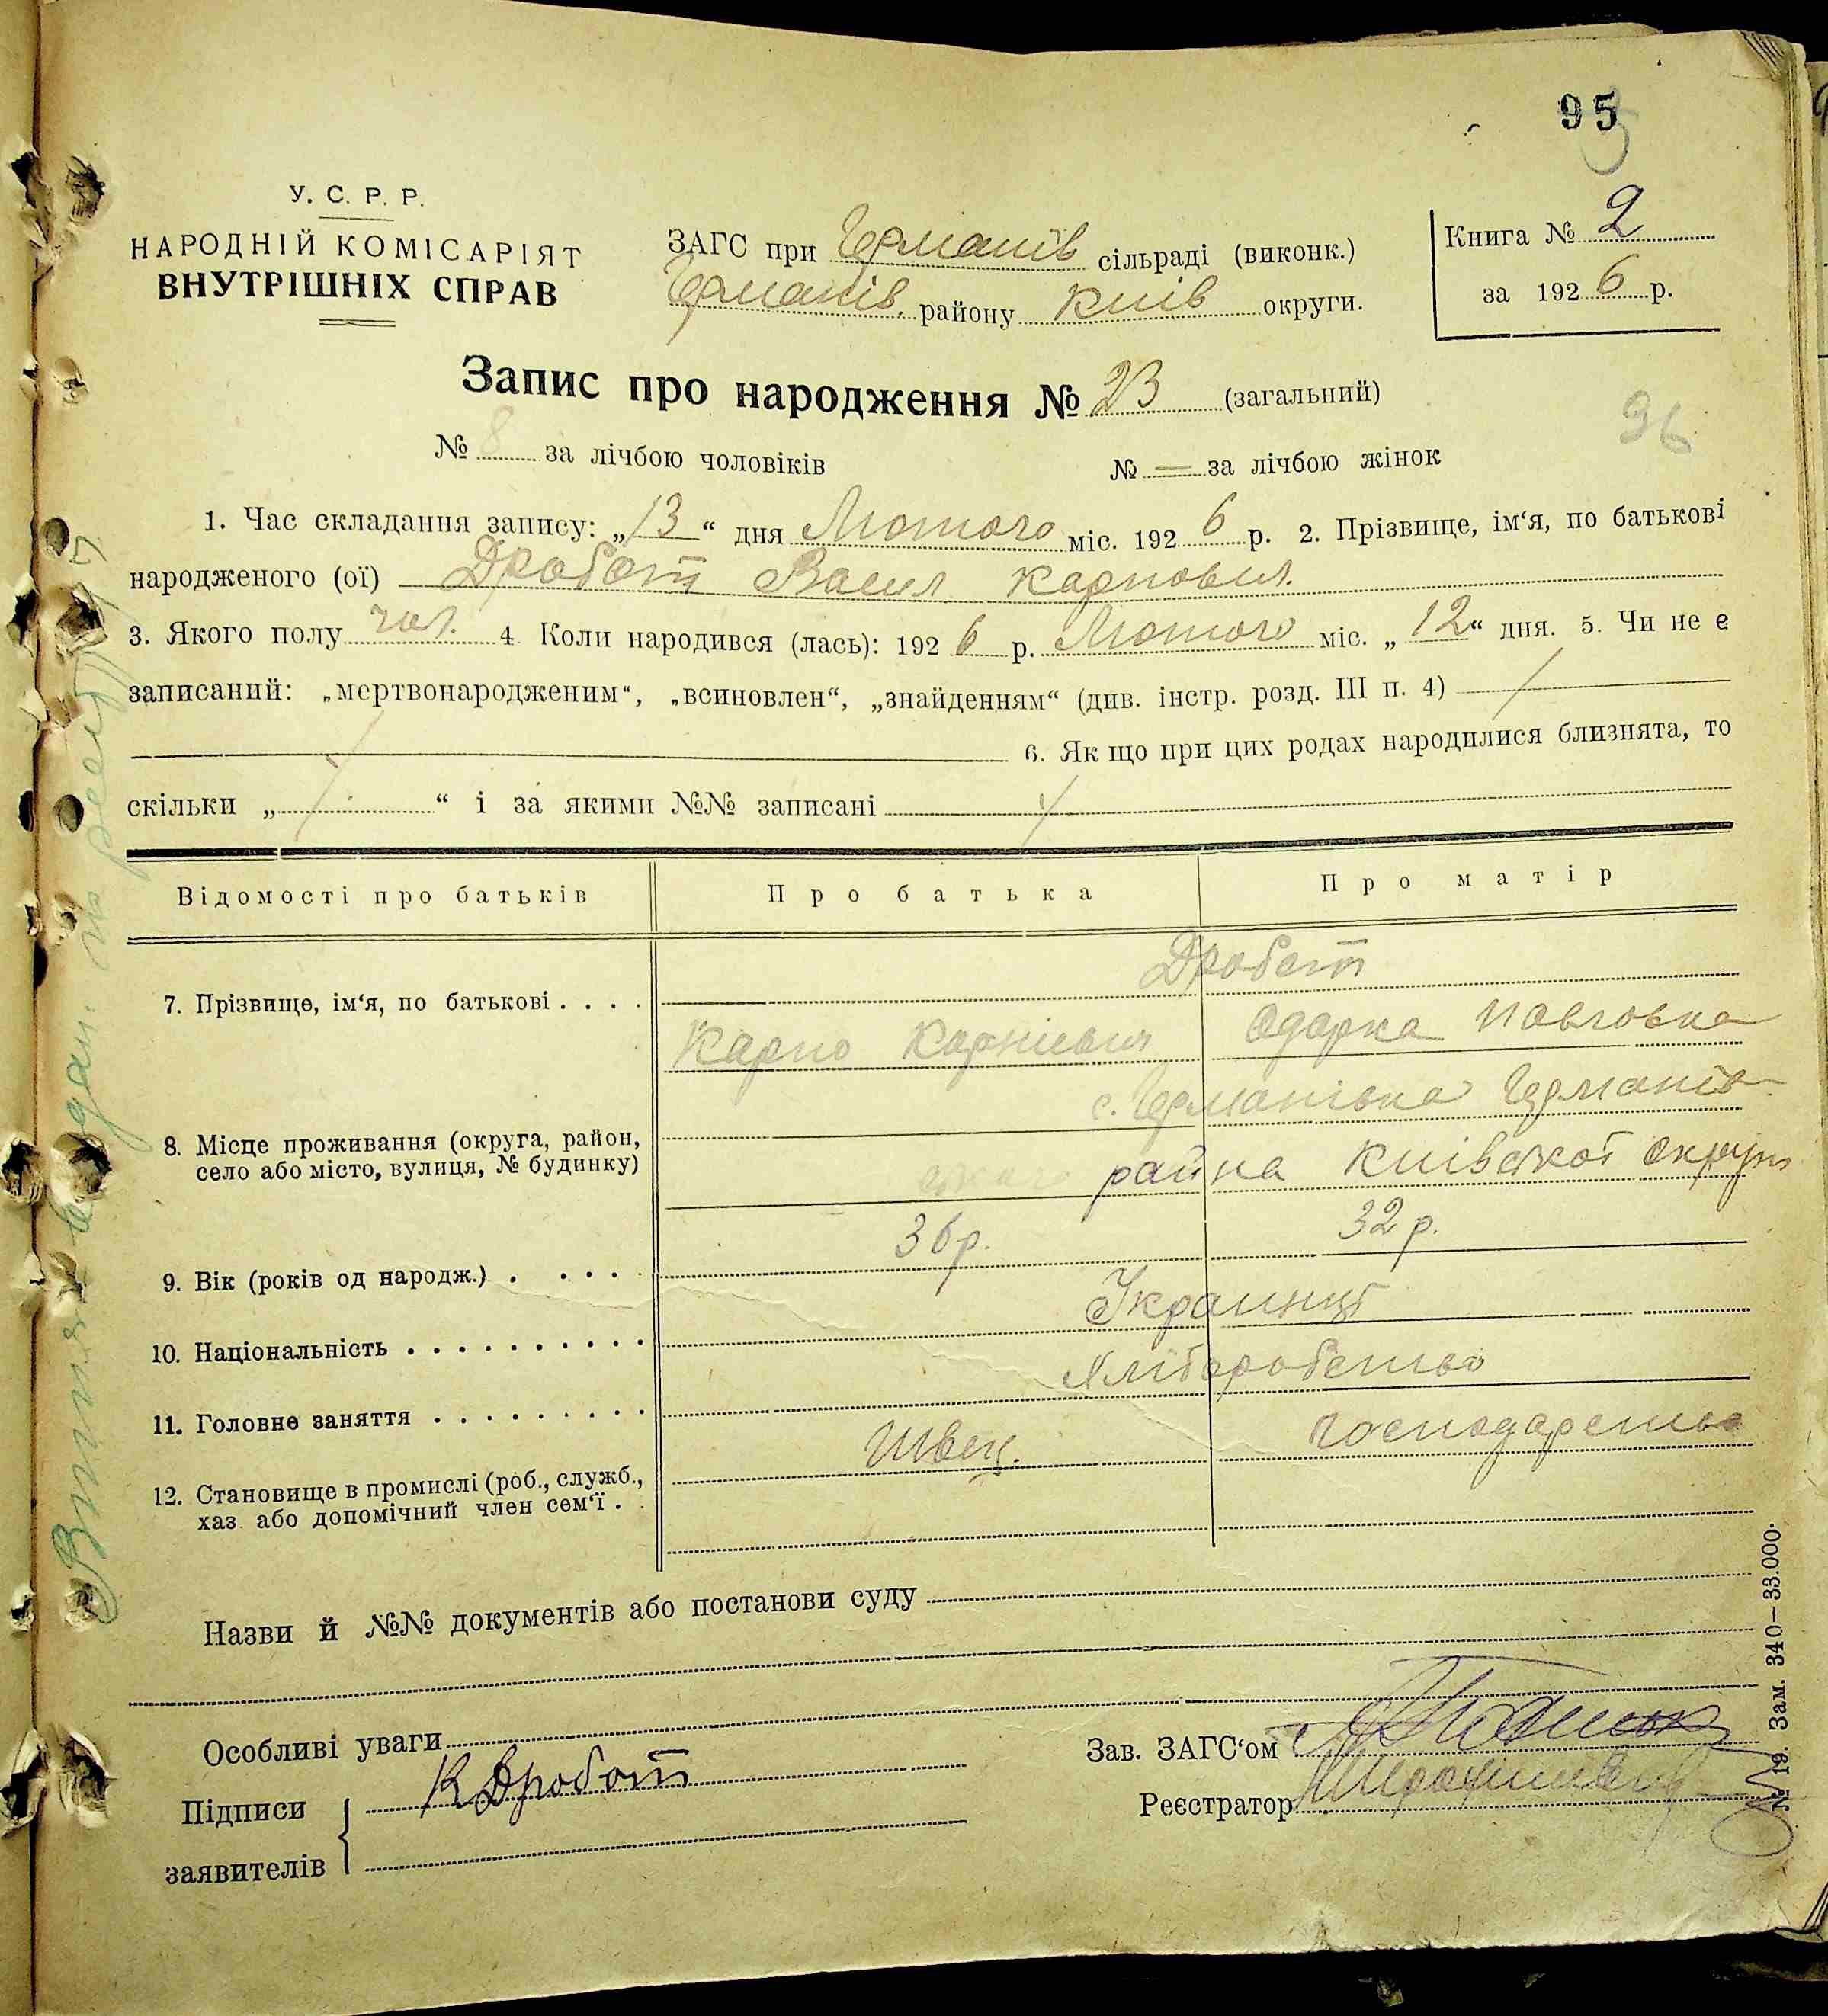 95
У. С. Р. Р.
НАРОДНІЙ КОМІСАРІЯТ
ВНУТРІШНІХ СПРАВ
ЗАГС при Германів сільраді (виконк.)
Германів. району Київ округи.
Книга № 2
за 1926 р.
Запис про народження № 23 (загальний)
36
№ 8 за лічбою чоловіків № — за лічбою жінок
1. Час складання запису: „13“ дня Лютого міс. 1926 р. 2. Прізвище, ім‘я, по батькові
народженого (ої) Дробот Васил Карпович.
3. Якого полу чол. 4 Коли народився (лась): 1926 р. Лютого міс. „12“ дня. 5. Чи не є
записаний: „мертвонародженим“, „всиновлен“, „знайденням“ (див. інстр. розд. III п. 4) /
/ 6. Як що при цих родах народилися близнята, то
скільки „ / “ і за якими №№ записані /
Відомості про батьків Про батька Про матір
Дробот
7. Прізвище, ім‘я, по батькові . . . .
Карпо Корнієвич Одарка Павловна
с. Германівка Германів
8. Місце проживання (округа, район,
село або місто, вулиця, № будинку)
райна Київської округи
36 р. 32 р.
9. Вік (років од народж.) . . . .
Украинці
10. Національність . . . . . . . . . .
Хліборобство
11. Головне заняття . . . . . . . . .
Швец. господарство
12. Становище в промислі (роб., служб.,
хаз. або допомічний член сем‘ї . .
Назви й №№ документів або постанови суду
Особливі уваги
Підписи
заявителів
К Дробот
Зав. ЗАГС‘ом
Реєстратор
№ 19. Зам. 340—33.000.